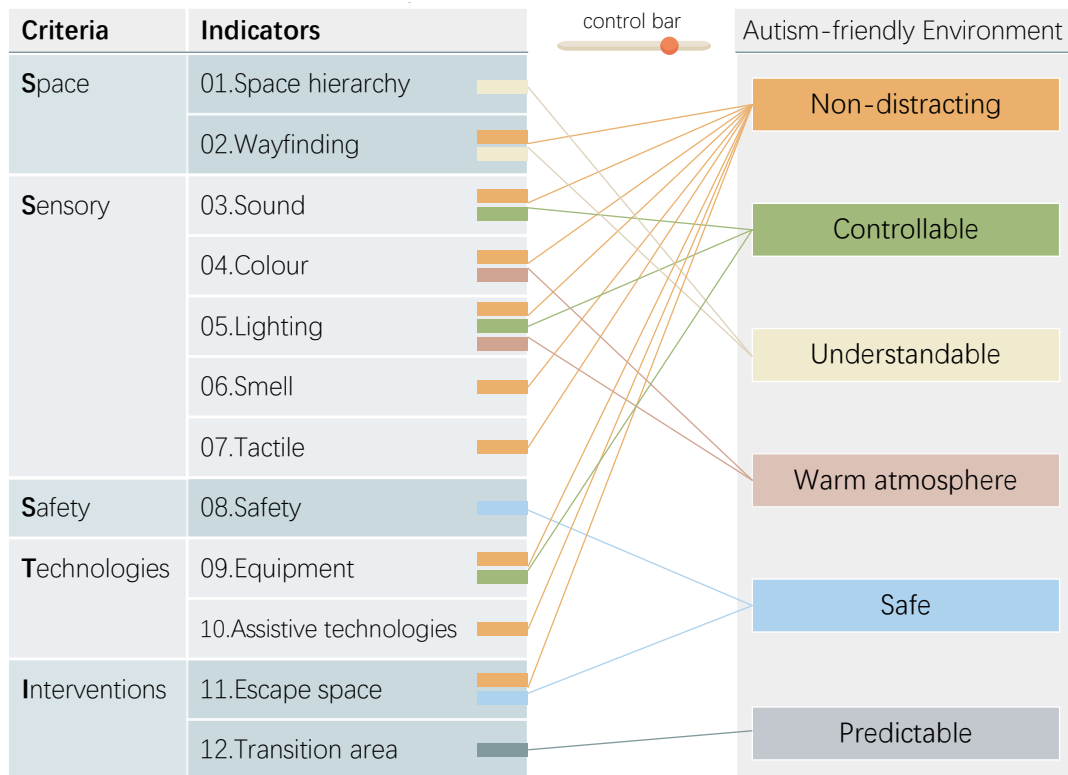 Criteria
Indicators
control bar
Autism-friendly Environment
Space
01.Space hierarchy
02.Wayfinding
Sensory
03.Sound
04.Colour
05.Lighting
06.Smell
07.Tactile
Safety
08.Safety
Technologies
09.Equipment
10.Assistive technologies
Interventions
11.Escape space
12.Transition area
Non-distracting
Controllable
Understandable
Warm atmosphere
Safe
Predictable